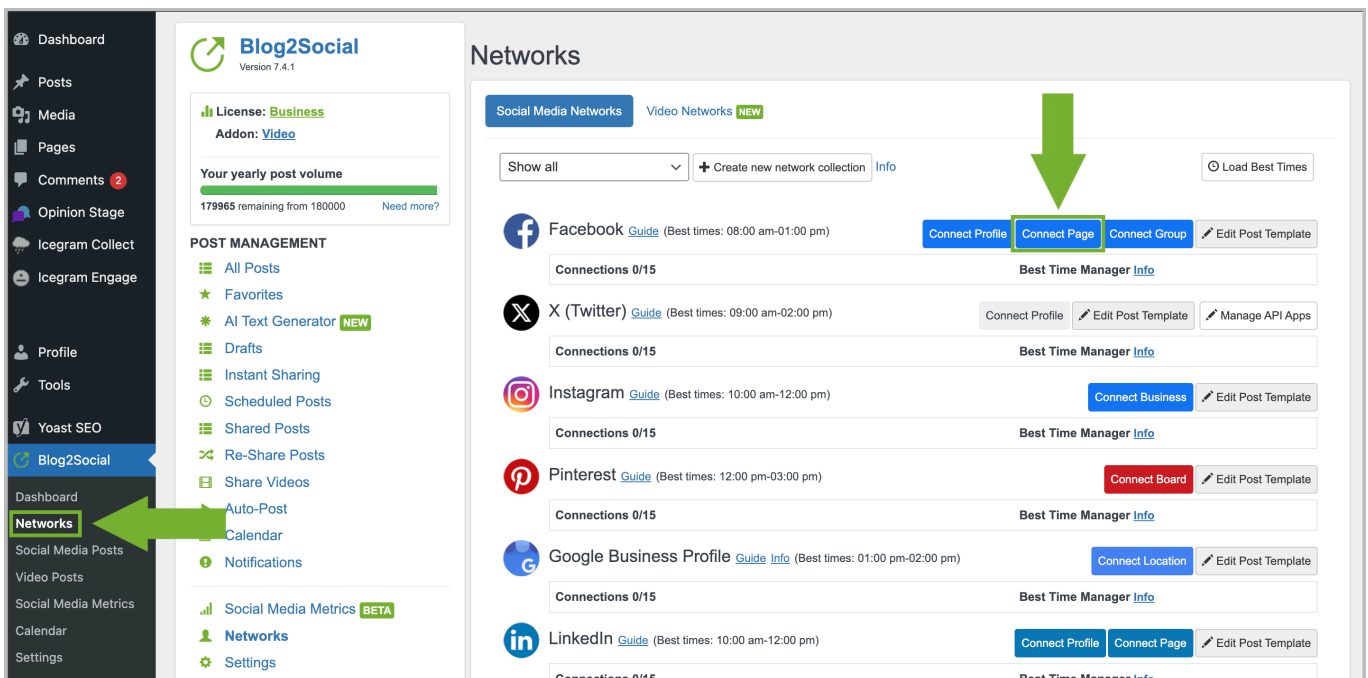 Dashboard
Posts
Media
Pages
Comments 2
Opinion Stage
Icegram Collect
Icegram Engage
Profile
Tools
Yoast SEO
Blog2Social
Dashboard
Networks
Social Media Posts
Video Posts
Social Media Metrics
Calendar
Settings
Blog2Social
Version 7.4.1
License: Business
Addon: Video
Your yearly post volume
179965 remaining from 180000 Need more?
POST MANAGEMENT
All Posts
Favorites
AI Text Generator NEW
Drafts
Instant Sharing
Scheduled Posts
Shared Posts
Re-Share Posts
Share Videos
Auto-Post
Calendar
Notifications
Social Media Metrics BETA
Networks
Settings
Networks
Social Media Networks Video Networks NEW
Show all + Create new network collection Info Load Best Times
Facebook Guide (Best times: 08:00 am-01:00 pm) Connect Profile Connect Page Connect Group Edit Post Template
Connections 0/15 Best Time Manager Info
X (Twitter) Guide (Best times: 09:00 am-02:00 pm) Connect Profile Edit Post Template Manage API Apps
Connections 0/15 Best Time Manager Info
Instagram Guide (Best times: 10:00 am-12:00 pm) Connect Business Edit Post Template
Connections 0/15 Best Time Manager Info
Pinterest Guide (Best times: 12:00 pm-03:00 pm) Connect Board Edit Post Template
Connections 0/15 Best Time Manager Info
Google Business Profile Guide Info (Best times: 01:00 pm-02:00 pm) Connect Location Edit Post Template
Connections 0/15 Best Time Manager Info
LinkedIn Guide (Best times: 10:00 am-12:00 pm) Connect Profile Connect Page Edit Post Template
Connections 0/15 Best Time Manager Info